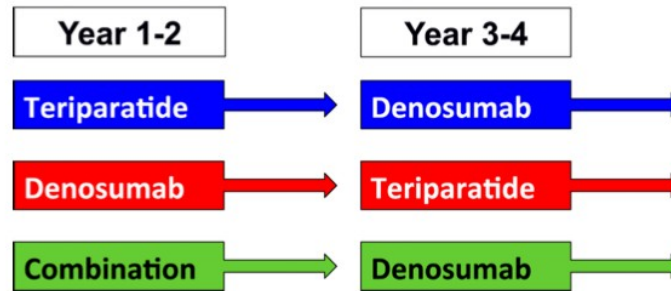 Year 1-2 Year 3-4
Teriparatide Denosumab
Denosumab Teriparatide
Combination Denosumab